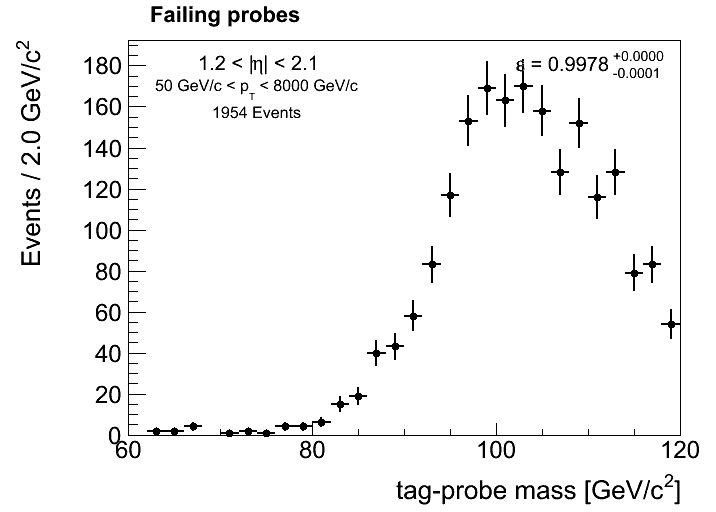 Failing probes
1.2 < |η| < 2.1
50 GeV/c < p_T < 8000 GeV/c
1954 Events
ε = 0.9978 +0.0000 -0.0001
Events / 2.0 GeV/c²
180
160
140
120
100
80
60
40
20
0
60 80 100 120
tag-probe mass [GeV/c²]